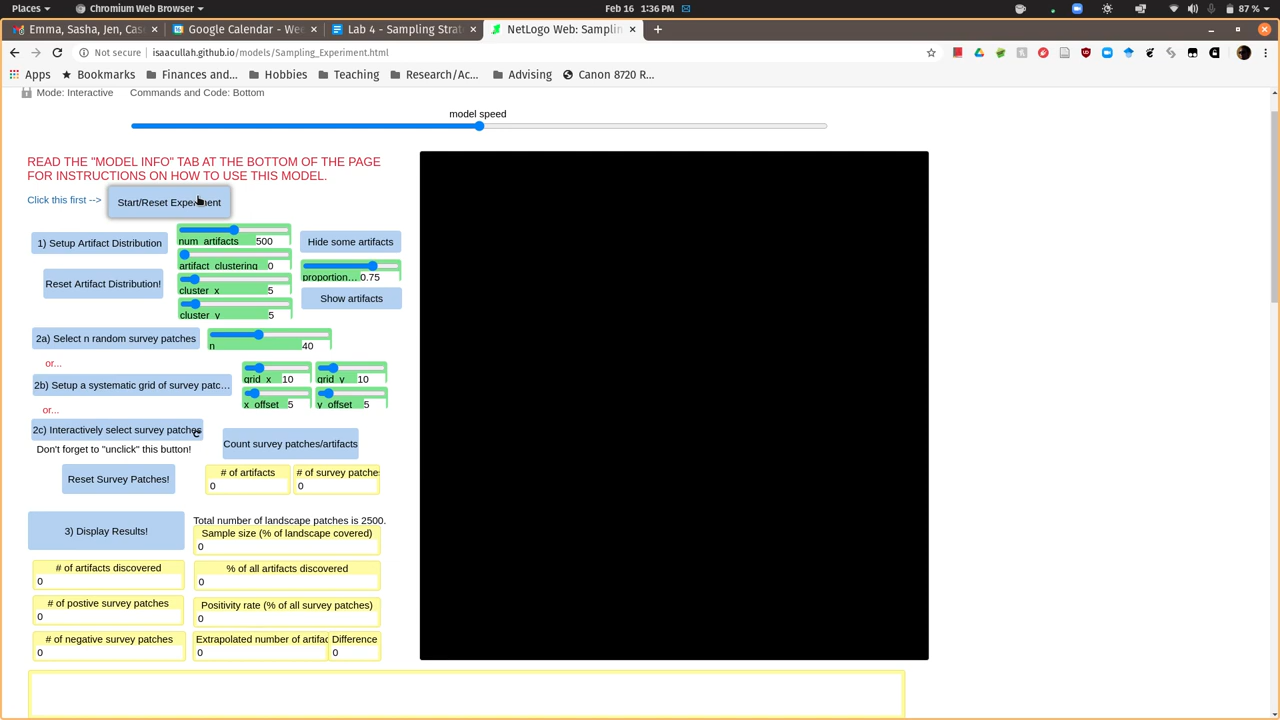 Places Chromium Web Browser Feb 16 1:36 PM 87 %
Emma, Sasha, Jen, Cas Google Calendar - We Lab 4 - Sampling Strat NetLogo Web: Samplin
Not secure isaacullah.github.io/models/Sampling_Experiment.html
Apps Bookmarks Finances and... Hobbies Teaching Research/Ac... Advising Canon 8720 R...
Mode: Interactive Commands and Code: Bottom
model speed
READ THE "MODEL INFO" TAB AT THE BOTTOM OF THE PAGE
FOR INSTRUCTIONS ON HOW TO USE THIS MODEL.
Click this first --> Start/Reset Experiment
1) Setup Artifact Distribution num_artifacts 500 Hide some artifacts
artifact_clustering 0 proportion... 0.75
Reset Artifact Distribution! cluster_x 5 Show artifacts
cluster_y 5
2a) Select n random survey patches n 40
or...
2b) Setup a systematic grid of survey patc... grid_x 10 grid_y 10
x_offset 5 y_offset 5
or...
2c) Interactively select survey patches
Don't forget to "unclick" this button! Count survey patches/artifacts
Reset Survey Patches! # of artifacts # of survey patches
0 0
3) Display Results! Total number of landscape patches is 2500.
Sample size (% of landscape covered)
0
# of artifacts discovered % of all artifacts discovered
0 0
# of postive survey patches Positivity rate (% of all survey patches)
0 0
# of negative survey patches Extrapolated number of artifac Difference
0 0 0